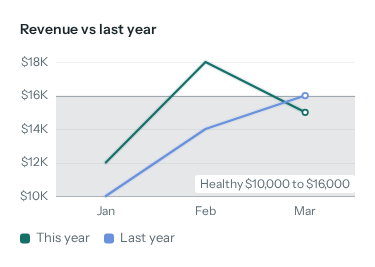 Revenue vs last year
$18K
$16K
$14K
$12K
$10K
Healthy $10,000 to $16,000
Jan Feb Mar
This year Last year